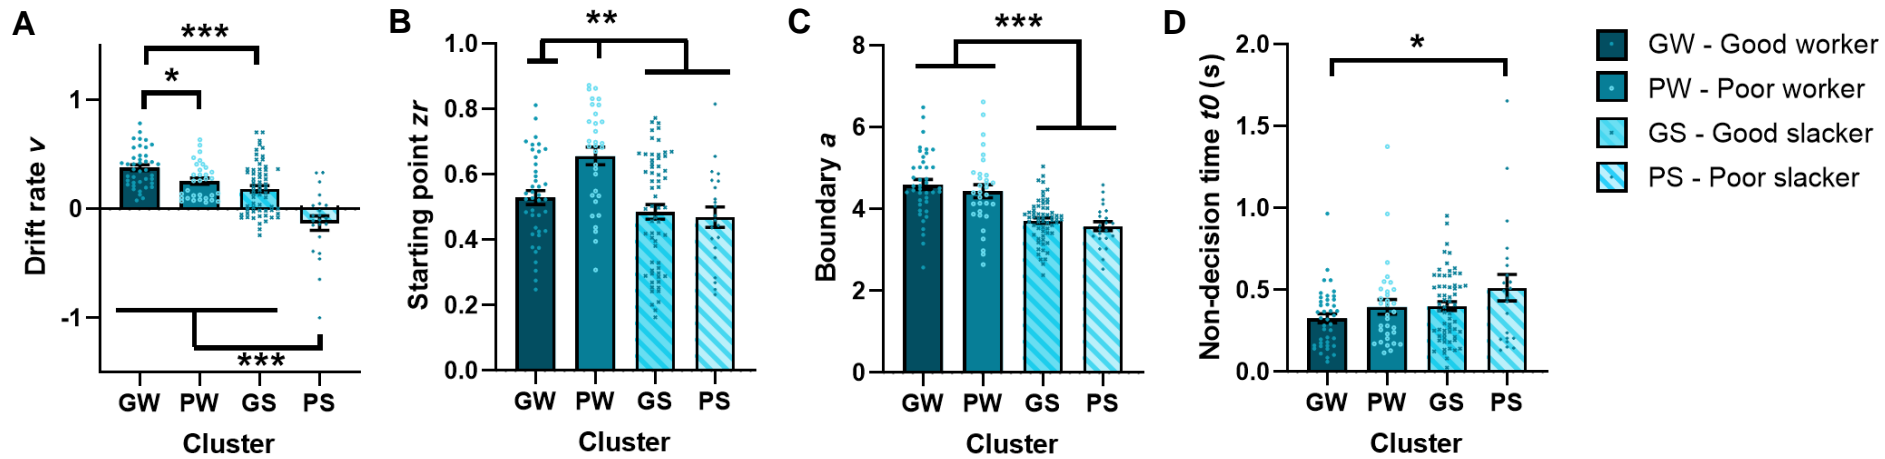 A
***
*
1
0
-1
Drift rate v
***
GW PW GS PS
Cluster
B
**
1.0
0.8
0.6
0.4
0.2
0.0
Starting point zr
GW PW GS PS
Cluster
C
***
8
6
4
2
0
Boundary a
GW PW GS PS
Cluster
D
*
2.0
1.5
1.0
0.5
0.0
Non-decision time t0 (s)
GW PW GS PS
Cluster
GW - Good worker
PW - Poor worker
GS - Good slacker
PS - Poor slacker